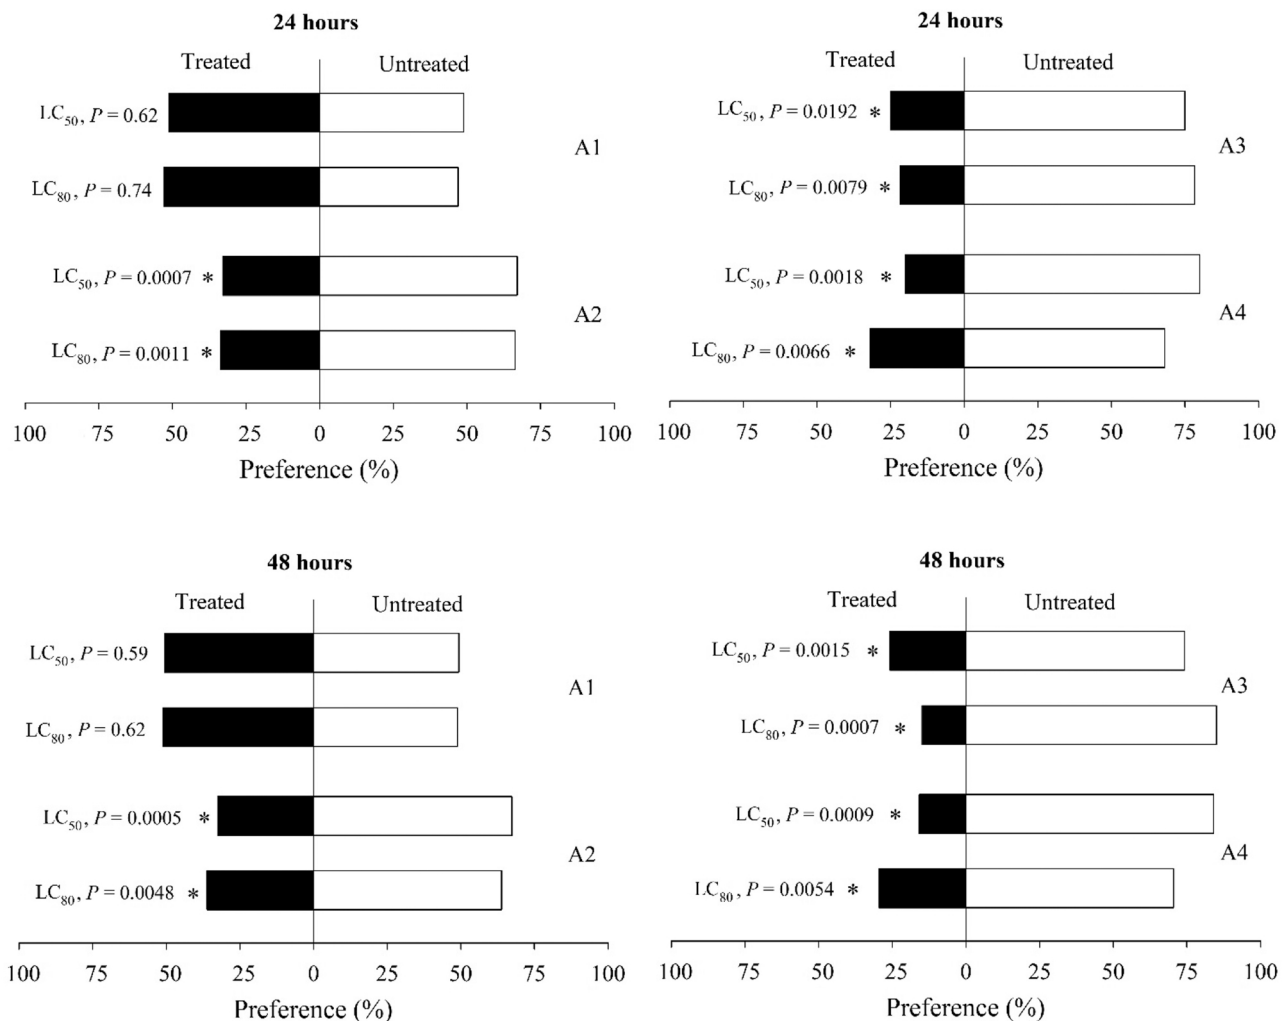 24 hours
Treated Untreated
LC50, P = 0.62
A1
LC80, P = 0.74
LC50, P = 0.0007 *
A2
LC80, P = 0.0011 *
100 75 50 25 0 25 50 75 100
Preference (%)
24 hours
Treated Untreated
LC50, P = 0.0192 *
A3
LC80, P = 0.0079 *
LC50, P = 0.0018 *
A4
LC80, P = 0.0066 *
100 75 50 25 0 25 50 75 100
Preference (%)
48 hours
Treated Untreated
LC50, P = 0.59
A1
LC80, P = 0.62
LC50, P = 0.0005 *
A2
LC80, P = 0.0048 *
100 75 50 25 0 25 50 75 100
Preference (%)
48 hours
Treated Untreated
LC50, P = 0.0015 *
A3
LC80, P = 0.0007 *
LC50, P = 0.0009 *
A4
LC80, P = 0.0054 *
100 75 50 25 0 25 50 75 100
Preference (%)